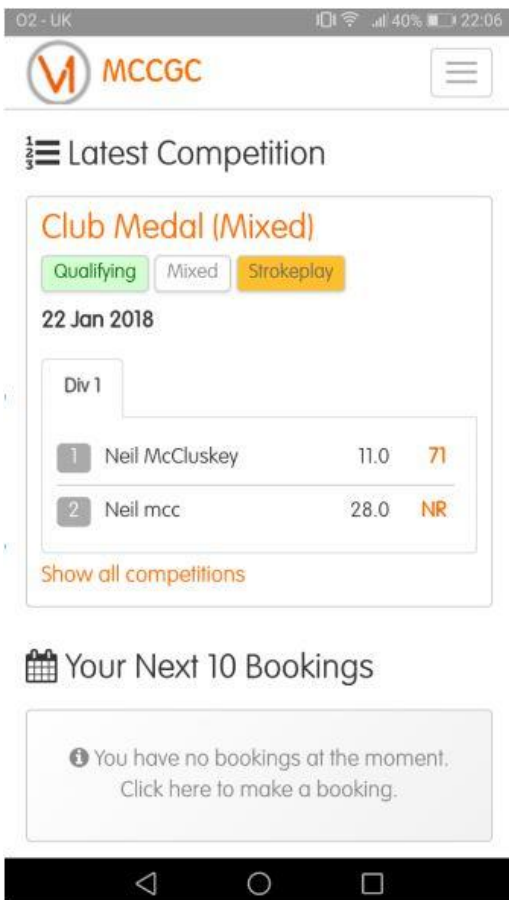 O2 - UK 40% 22:06
V1 MCCGC
Latest Competition
Club Medal (Mixed)
Qualifying Mixed Strokeplay
22 Jan 2018
Div 1
1 Neil McCluskey 11.0 71
2 Neil mcc 28.0 NR
Show all competitions
Your Next 10 Bookings
You have no bookings at the moment.
Click here to make a booking.